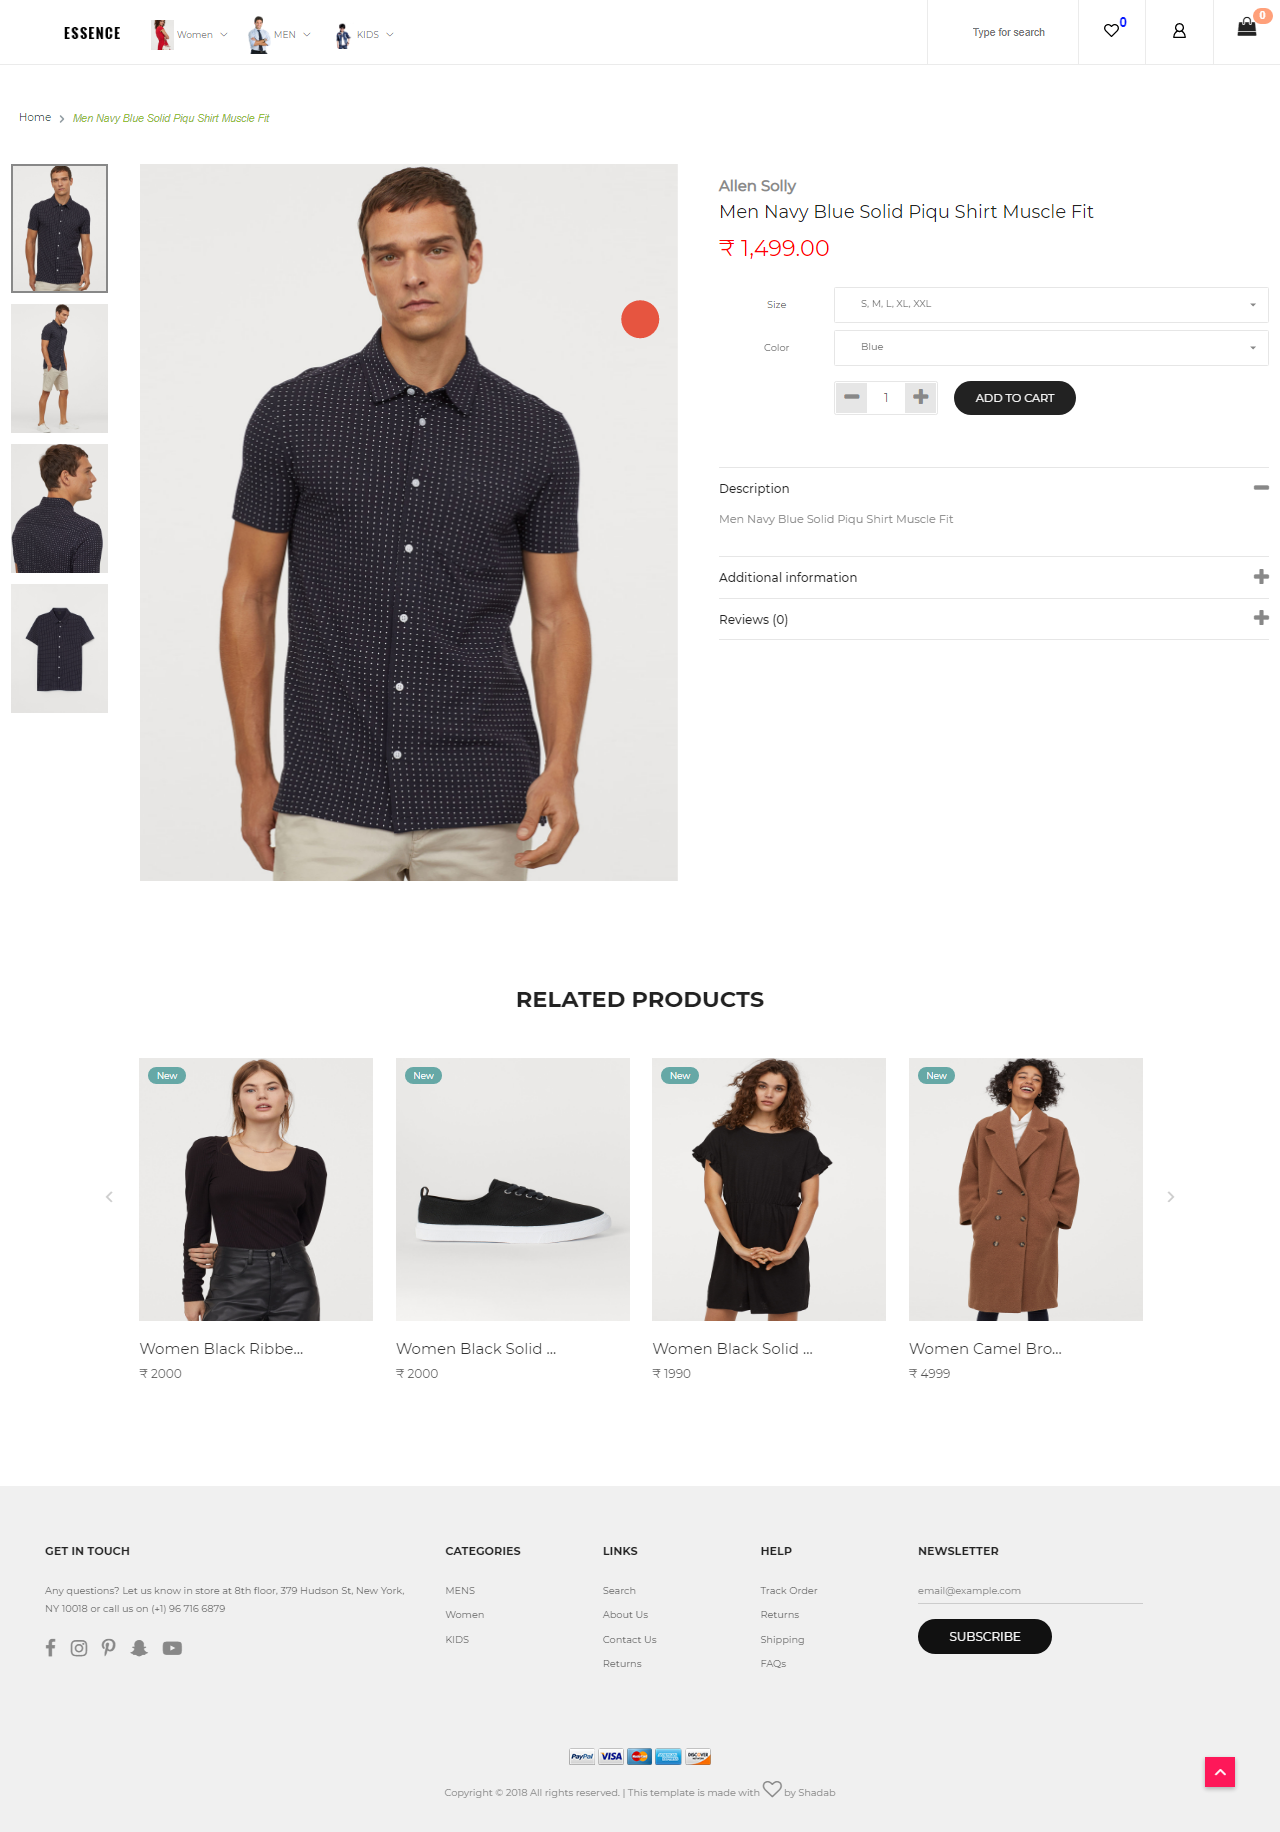 ESSENCE
Women
MEN
KIDS
Type for search
0
0
Home
Men Navy Blue Solid Piqu Shirt Muscle Fit
Allen Solly
Men Navy Blue Solid Piqu Shirt Muscle Fit
₹ 1,499.00
Size
S, M, L, XL, XXL
Color
Blue
1
ADD TO CART
Description
Men Navy Blue Solid Piqu Shirt Muscle Fit
Additional information
Reviews (0)
RELATED PRODUCTS
New
New
New
New
Women Black Ribbe...
Women Black Solid ...
Women Black Solid ...
Women Camel Bro...
₹ 2000
₹ 2000
₹ 1990
₹ 4999
GET IN TOUCH
Any questions? Let us know in store at 8th floor, 379 Hudson St, New York,
NY 10018 or call us on (+1) 96 716 6879
CATEGORIES
MENS
Women
KIDS
LINKS
Search
About Us
Contact Us
Returns
HELP
Track Order
Returns
Shipping
FAQs
NEWSLETTER
email@example.com
SUBSCRIBE
PayPal
VISA
DISCOVER
Copyright © 2018 All rights reserved. | This template is made with by Shadab